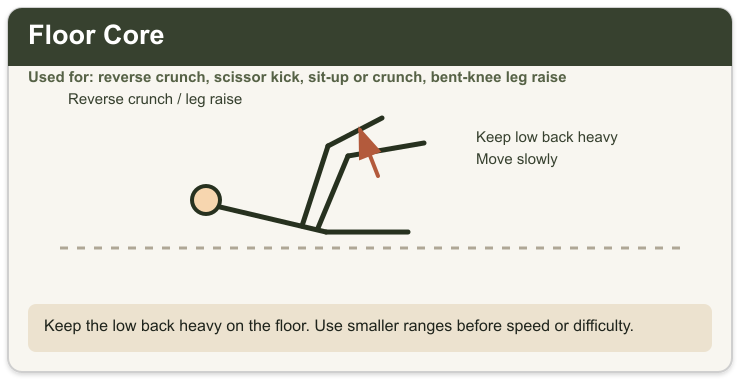 Floor Core
Used for: reverse crunch, scissor kick, sit-up or crunch, bent-knee leg raise
Reverse crunch / leg raise
Keep low back heavy
Move slowly
Keep the low back heavy on the floor. Use smaller ranges before speed or difficulty.